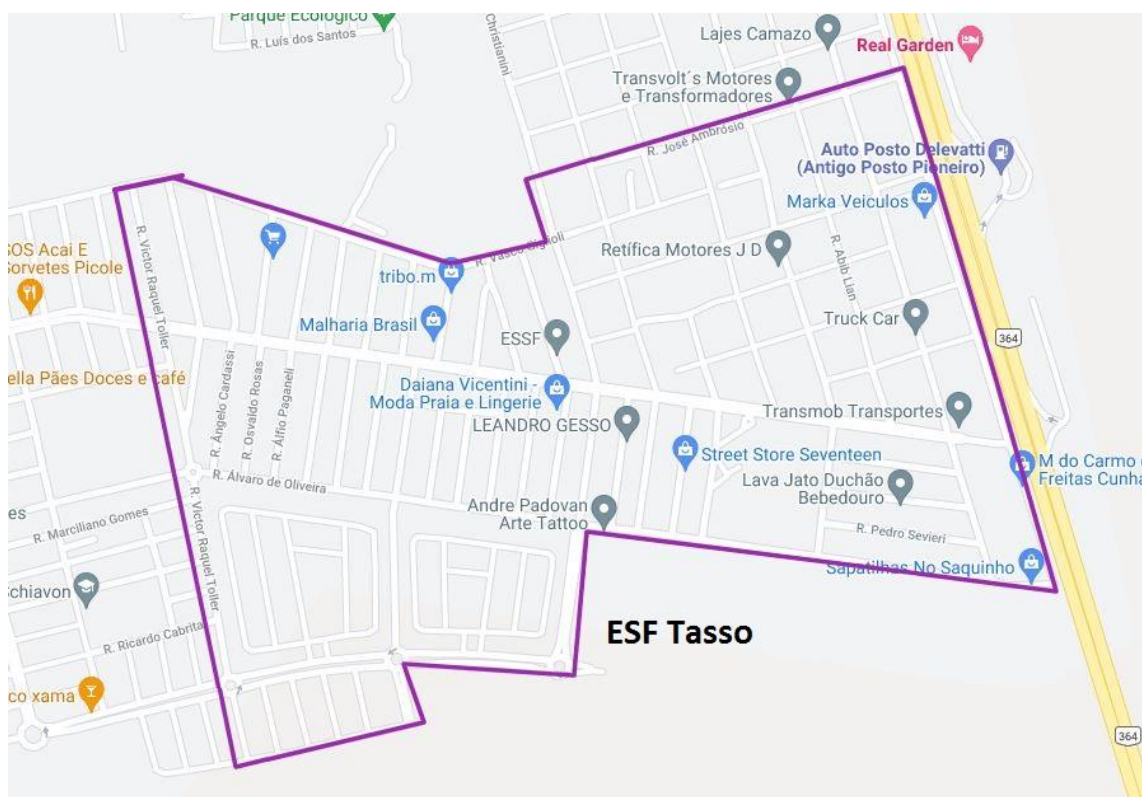 Parque Ecológico
R. Luís dos Santos
Christianini
Lajes Camazo
Real Garden
Transvolt´s Motores
e Transformadores
R. José Ambrósio
Auto Posto Delevatti
(Antigo Posto Pioneiro)
Marka Veiculos
SOS Acai E
Sorvetes Picole
R. Victor Raquel Toller
R. Vasco Giglioli
Retífica Motores J D
R. Abib Lian
tribo.m
Malharia Brasil
ESSF
Truck Car
364
ella Pães Doces e café
R. Ângelo Cardassi
R. Osvaldo Rosas
R. Álfio Paganeli
Daiana Vicentini -
Moda Praia e Lingerie
LEANDRO GESSO
Transmob Transportes
Street Store Seventeen
M do Carmo
Freitas Cunha
R. Álvaro de Oliveira
Lava Jato Duchão
Bebedouro
Andre Padovan
Arte Tattoo
es
R. Marciliano Gomes
R. Victor Raquel Toller
R. Pedro Sevieri
Sapatilhas No Saquinho
chiavon
R. Ricardo Cabrita
ESF Tasso
co xama
364